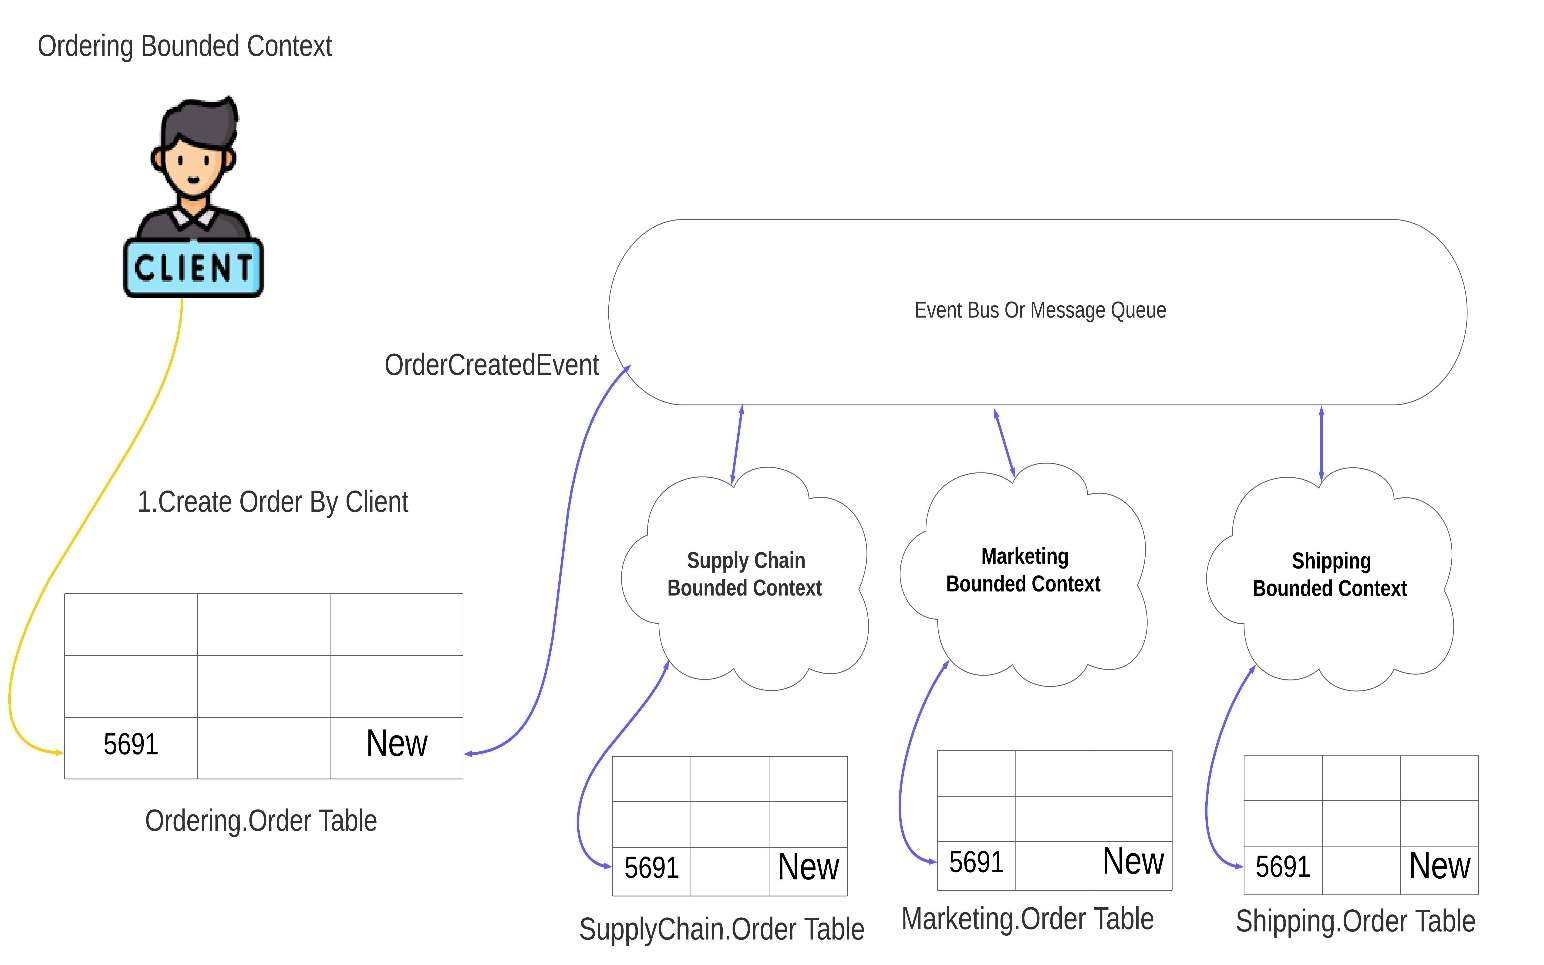 Ordering Bounded Context
CLIENT
Event Bus Or Message Queue
OrderCreatedEvent
1.Create Order By Client
Supply Chain
Bounded Context
Marketing
Bounded Context
Shipping
Bounded Context
5691 New
Ordering.Order Table
5691 New
SupplyChain.Order Table
5691 New
Marketing.Order Table
5691 New
Shipping.Order Table